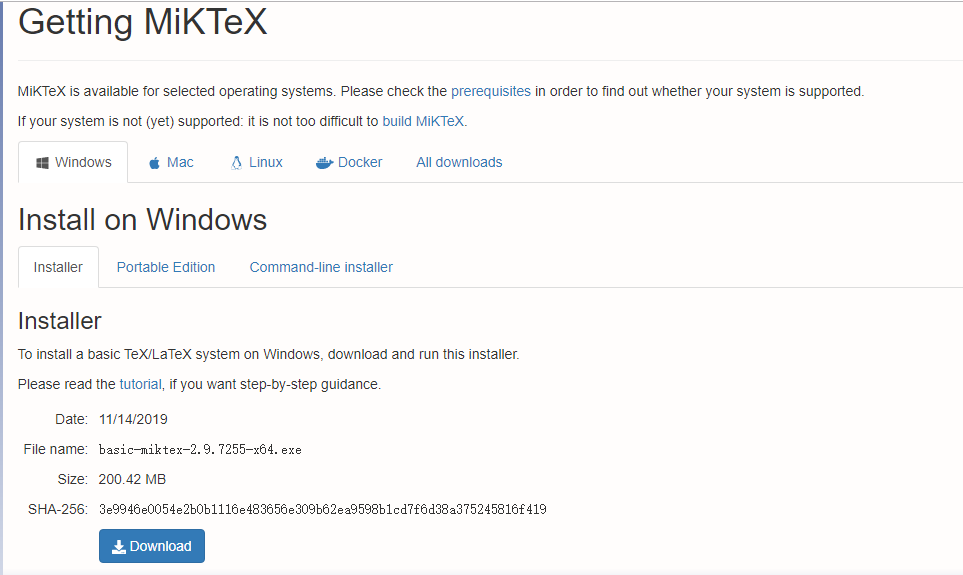 Getting MiKTeX
MiKTeX is available for selected operating systems. Please check the prerequisites in order to find out whether your system is supported.
If your system is not (yet) supported: it is not too difficult to build MiKTeX.
Windows Mac Linux Docker All downloads
Install on Windows
Installer Portable Edition Command-line installer
Installer
To install a basic TeX/LaTeX system on Windows, download and run this installer.
Please read the tutorial, if you want step-by-step guidance.
Date: 11/14/2019
File name: basic-miktex-2.9.7255-x64.exe
Size: 200.42 MB
SHA-256: 3e9946e0054e2b0b1116e483656e309b62ea9598b1cd7f6d38a375245816f419
Download